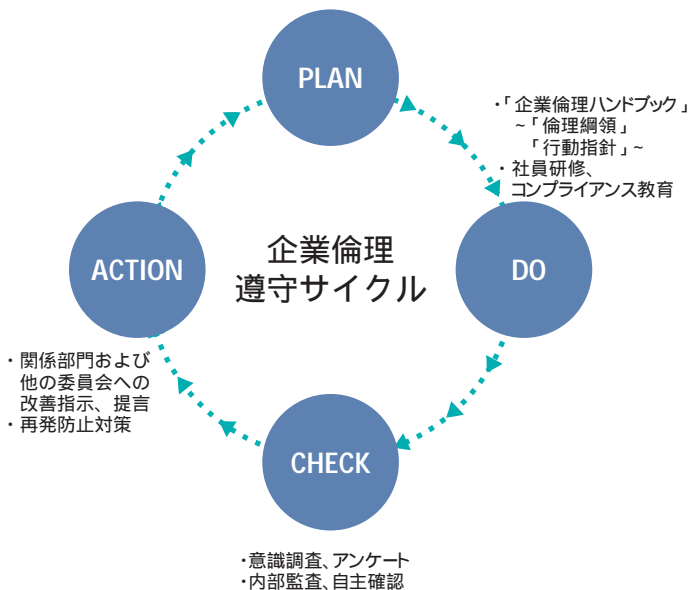 PLAN
・「企業倫理ハンドブック」
~「倫理綱領」
「行動指針」~
・社員研修、
コンプライアンス教育
企業倫理
遵守サイクル
ACTION
DO
・関係部門および
他の委員会への
改善指示、提言
・再発防止対策
CHECK
・意識調査、アンケート
・内部監査、自主確認